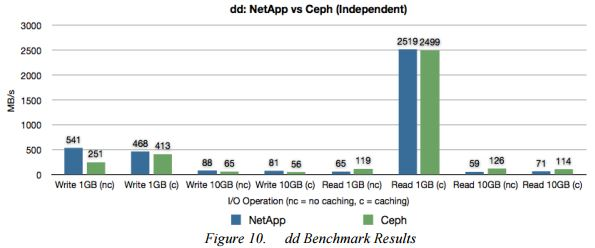 dd: NetApp vs Ceph (Independent)
3000
2500
2000
1500
1000
500
0
MB/s
541
251
468
413
88
65
81
56
65
119
2519
2499
59
126
71
114
Write 1GB (nc)
Write 1GB (c)
Write 10GB (nc)
Write 10GB (c)
Read 1GB (nc)
Read 1GB (c)
Read 10GB (nc)
Read 10GB (c)
I/O Operation (nc = no caching, c = caching)
NetApp
Ceph
Figure 10. dd Benchmark Results